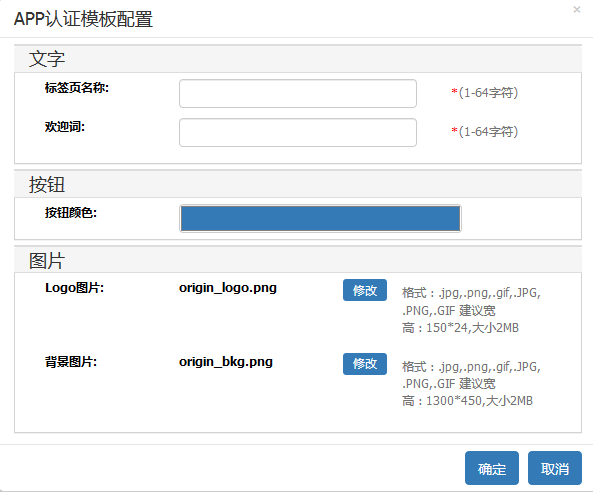 APP认证模板配置
×
文字
标签页名称:
*(1-64字符)
欢迎词:
*(1-64字符)
按钮
按钮颜色:
图片
Logo图片:
origin_logo.png
修改
格式：.jpg,.png,.gif,.JPG,
.PNG,.GIF 建议宽
高：150*24,大小2MB
背景图片:
origin_bkg.png
修改
格式：.jpg,.png,.gif,.JPG,
.PNG,.GIF 建议宽
高：1300*450,大小2MB
确定
取消